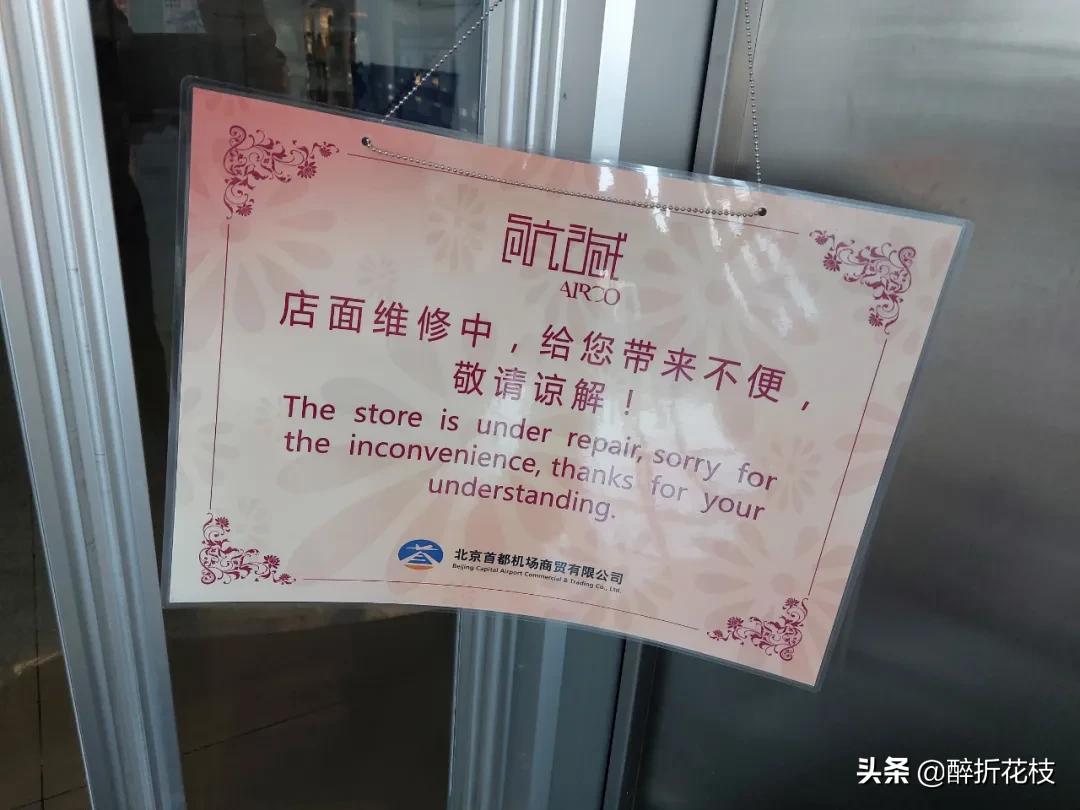 航诚
AIRCO
店面维修中，给您带来不便，
敬请谅解！
The store is under repair, sorry for
the inconvenience, thanks for your
understanding.
北京首都机场商贸有限公司
Beijing Capital Airport Commercial & Trading Co., Ltd.
头条 @醉折花枝